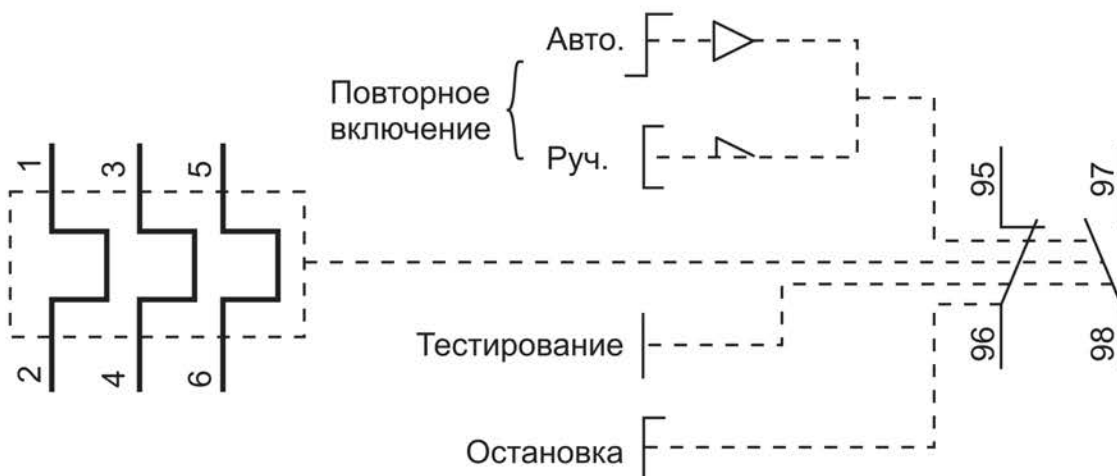 Авто.
Повторное
включение
Руч.
1
3
5
95
97
2
4
6
Тестирование
96
98
Остановка